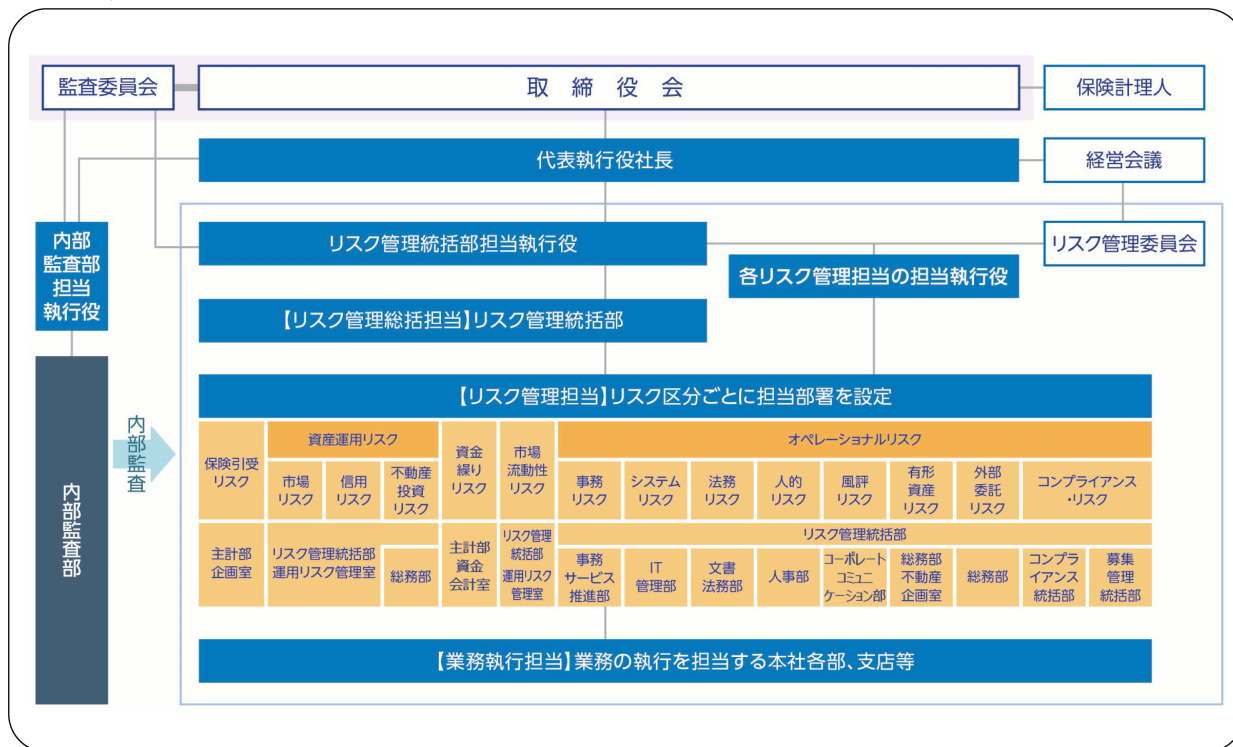 監査委員会
取締役会
保険計理人
代表執行役社長
経営会議
内部
監査部
担当
執行役
リスク管理統括部担当執行役
リスク管理委員会
各リスク管理担当の担当執行役
【リスク管理総括担当】リスク管理統括部
内部監査部
内部監査
【リスク管理担当】リスク区分ごとに担当部署を設定
保険引受
リスク
資産運用リスク
市場
リスク
信用
リスク
不動産
投資
リスク
資金
繰り
リスク
市場
流動性
リスク
オペレーショナルリスク
事務
リスク
システム
リスク
法務
リスク
人的
リスク
風評
リスク
有形
資産
リスク
外部
委託
リスク
コンプライアンス
・リスク
主計部
企画室
リスク管理統括部
運用リスク管理室
総務部
主計部
資金
会計室
リスク管理
統括部
運用リスク
管理室
リスク管理統括部
事務
サービス
推進部
IT
管理部
文書
法務部
人事部
コーポレート
コミュニ
ケーション部
総務部
不動産
企画室
総務部
コンプラ
イアンス
統括部
募集
管理
統括部
【業務執行担当】業務の執行を担当する本社各部、支店等